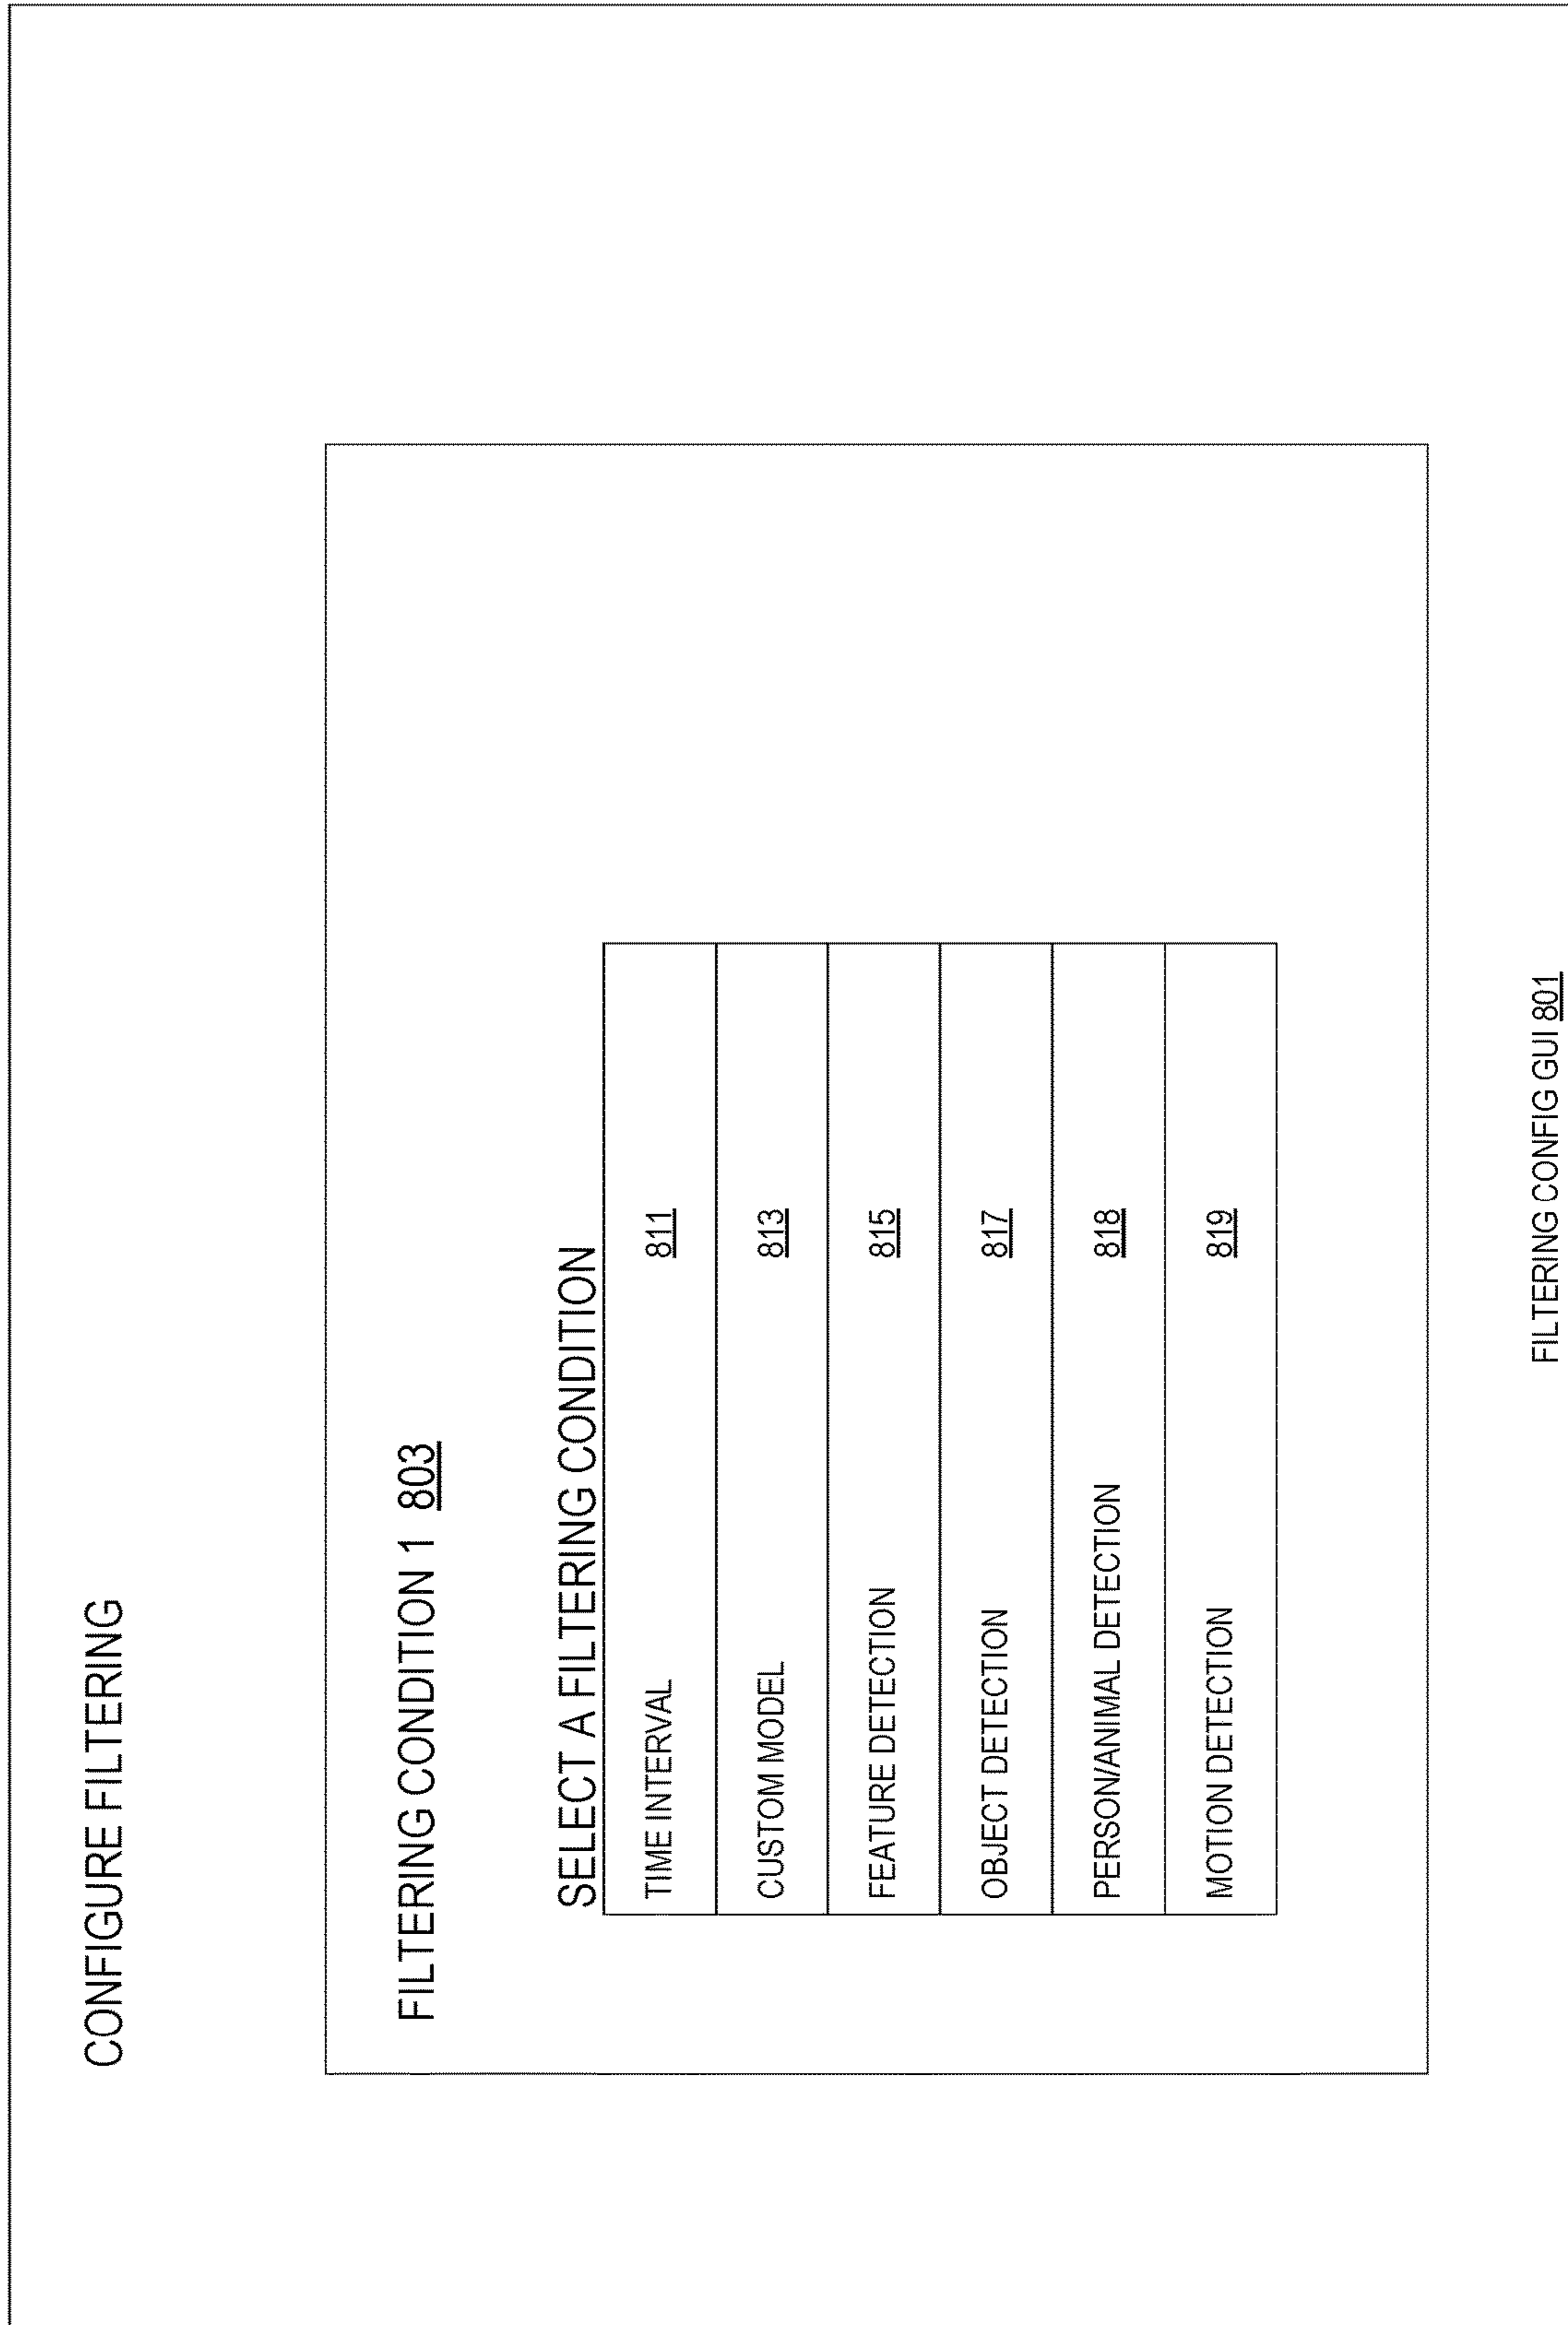 CONFIGURE FILTERING
FILTERING CONDITION 1 803
SELECT A FILTERING CONDITION
TIME INTERVAL 811
CUSTOM MODEL 813
FEATURE DETECTION 815
OBJECT DETECTION 817
PERSON/ANIMAL DETECTION 818
MOTION DETECTION 819
FILTERING CONFIG GUI 801